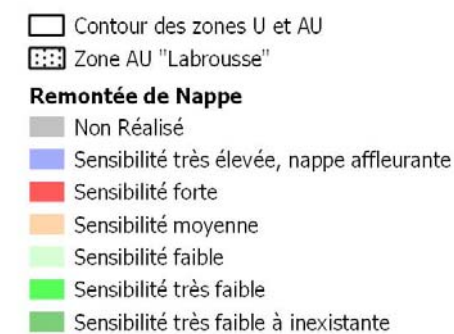 Contour des zones U et AU
Zone AU "Labrousse"
Remontée de Nappe
Non Réalisé
Sensibilité très élevée, nappe affleurante
Sensibilité forte
Sensibilité moyenne
Sensibilité faible
Sensibilité très faible
Sensibilité très faible à inexistante